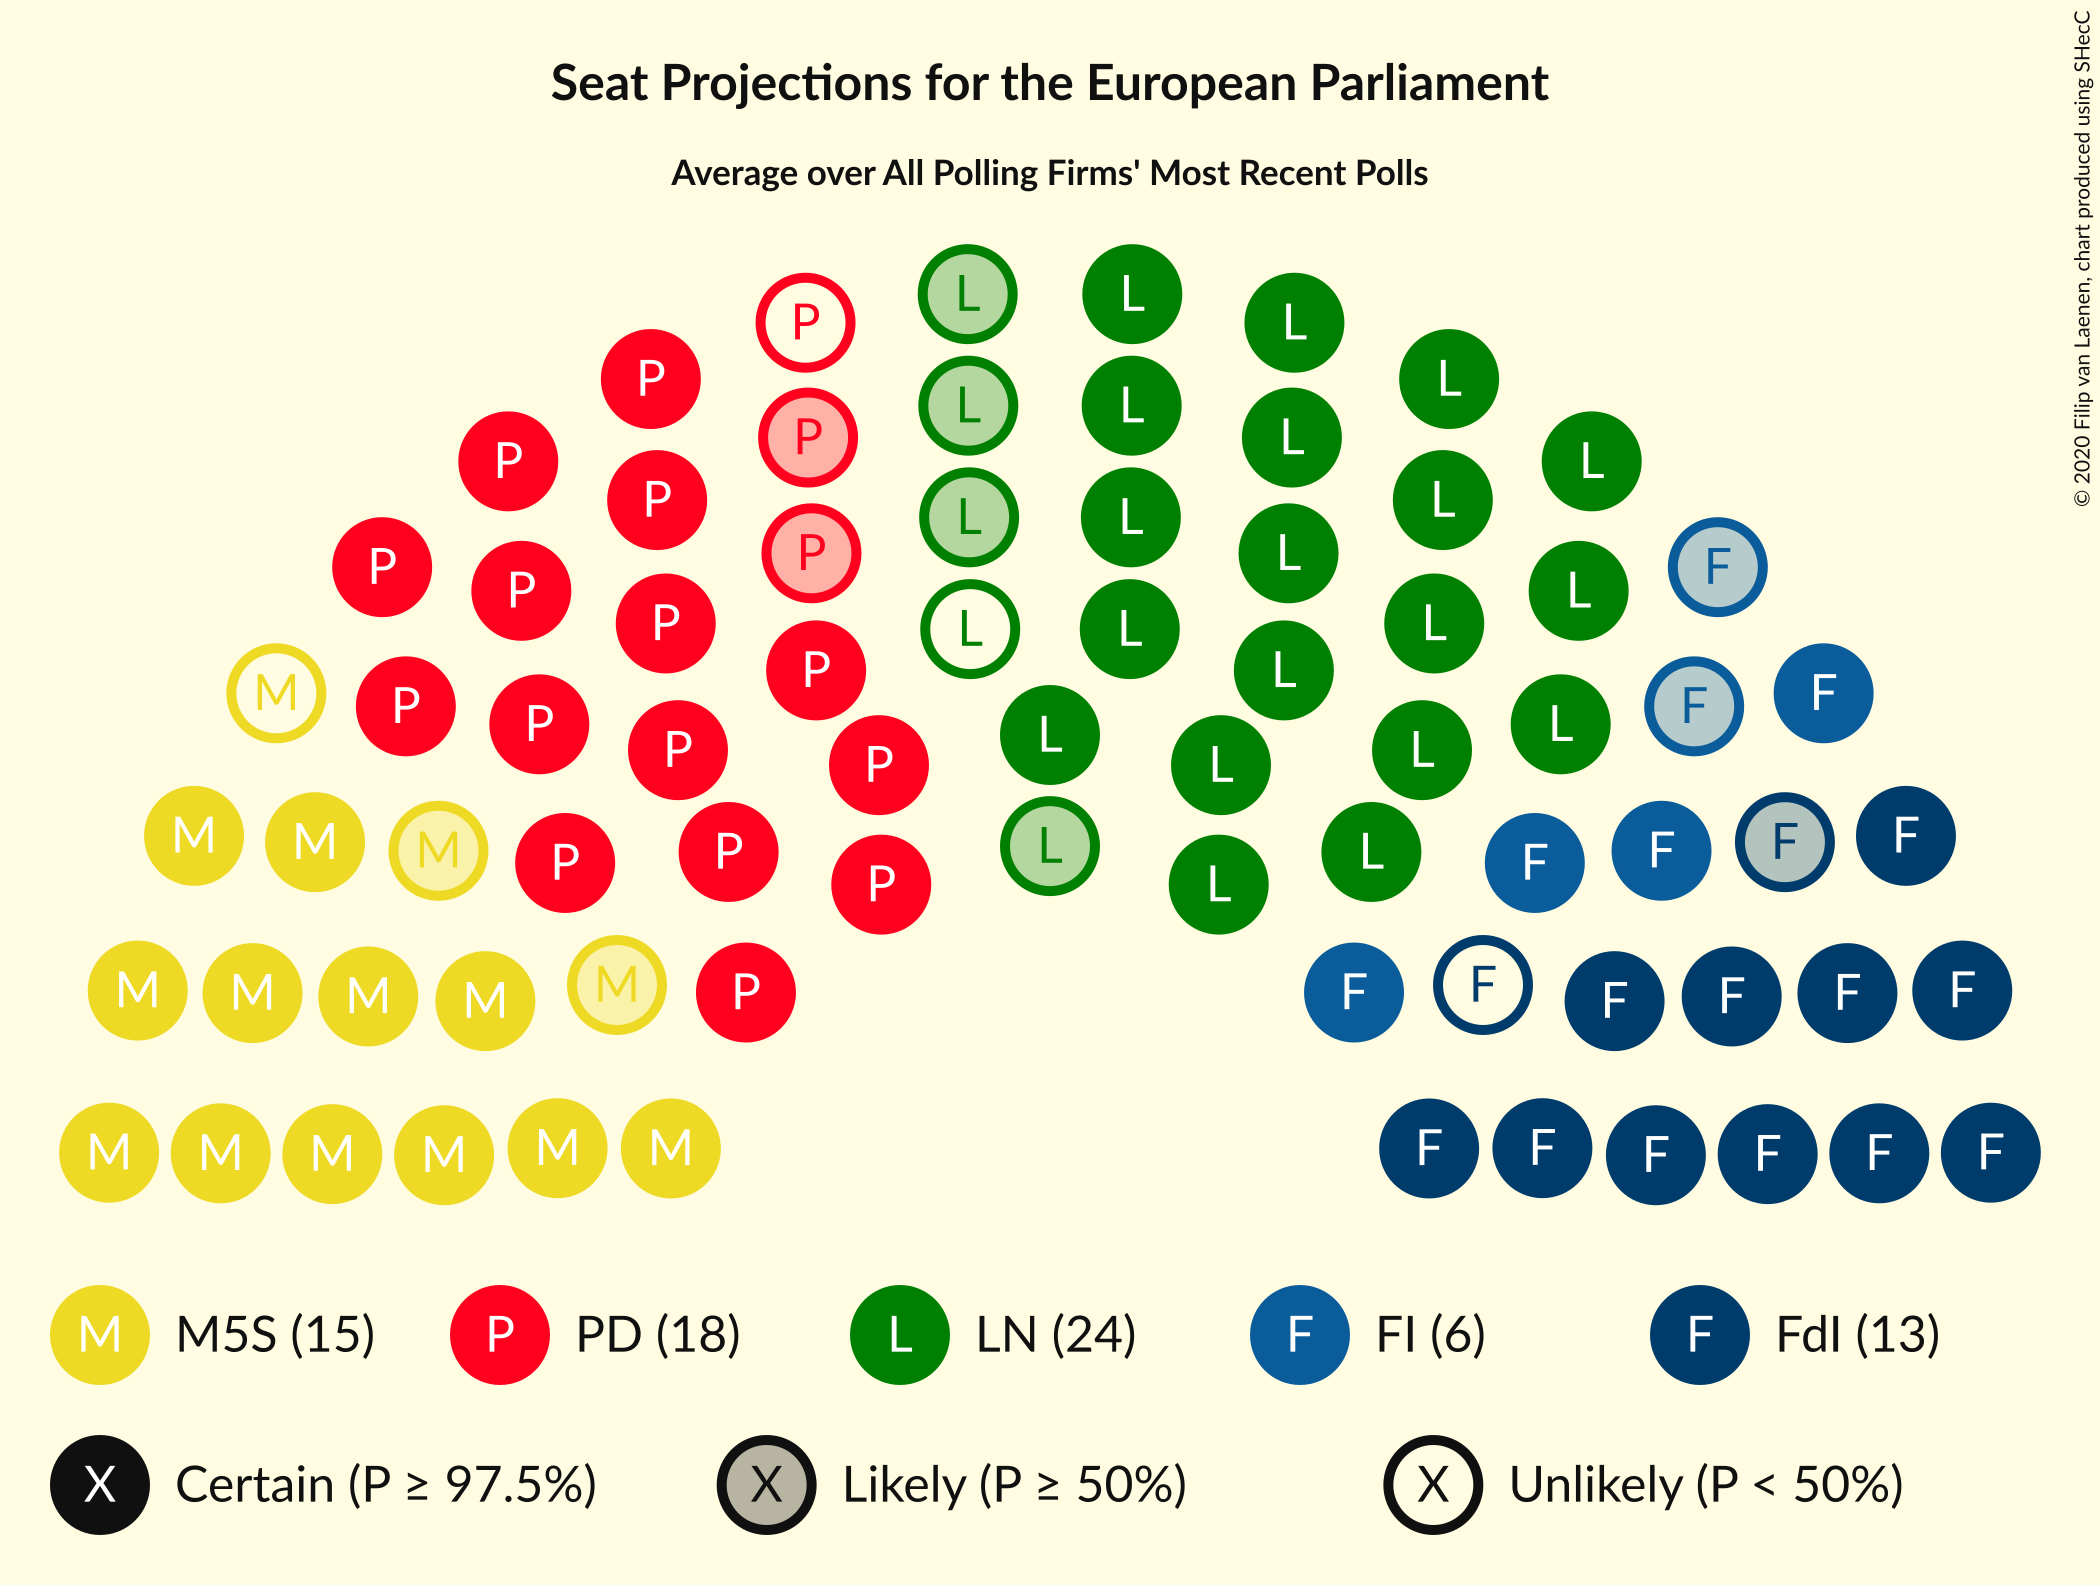 Seat Projections for the European Parliament
Average over All Polling Firms' Most Recent Polls
© 2020 Filip van Laenen, chart produced using SHecC
L L
P L L
P L
P L L
P L
P L L
P L
P L L
P L
P L L
P F
P L
P L
P L
P L
L L
P L
M F
P F
P L
P L
L
P L
M F
M F
M F
L
P L
P F
P L
M M M M M P F F F F F F
M M M M M M F F F F F F
M M5S (15) P PD (18) L LN (24) F FI (6) F FdI (13)
X Certain (P ≥ 97.5%) X Likely (P ≥ 50%) X Unlikely (P < 50%)